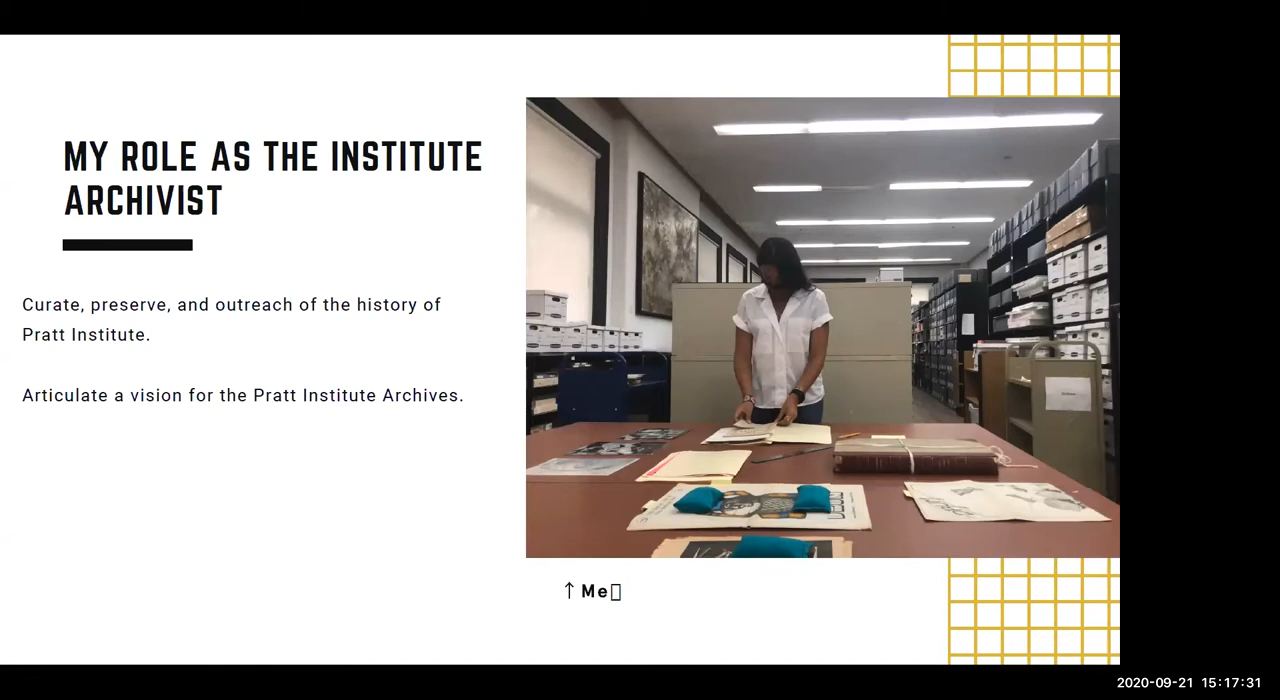 MY ROLE AS THE INSTITUTE
ARCHIVIST
Curate, preserve, and outreach of the history of
Pratt Institute.
Articulate a vision for the Pratt Institute Archives.
↑ Me
2020-09-21 15:17:31